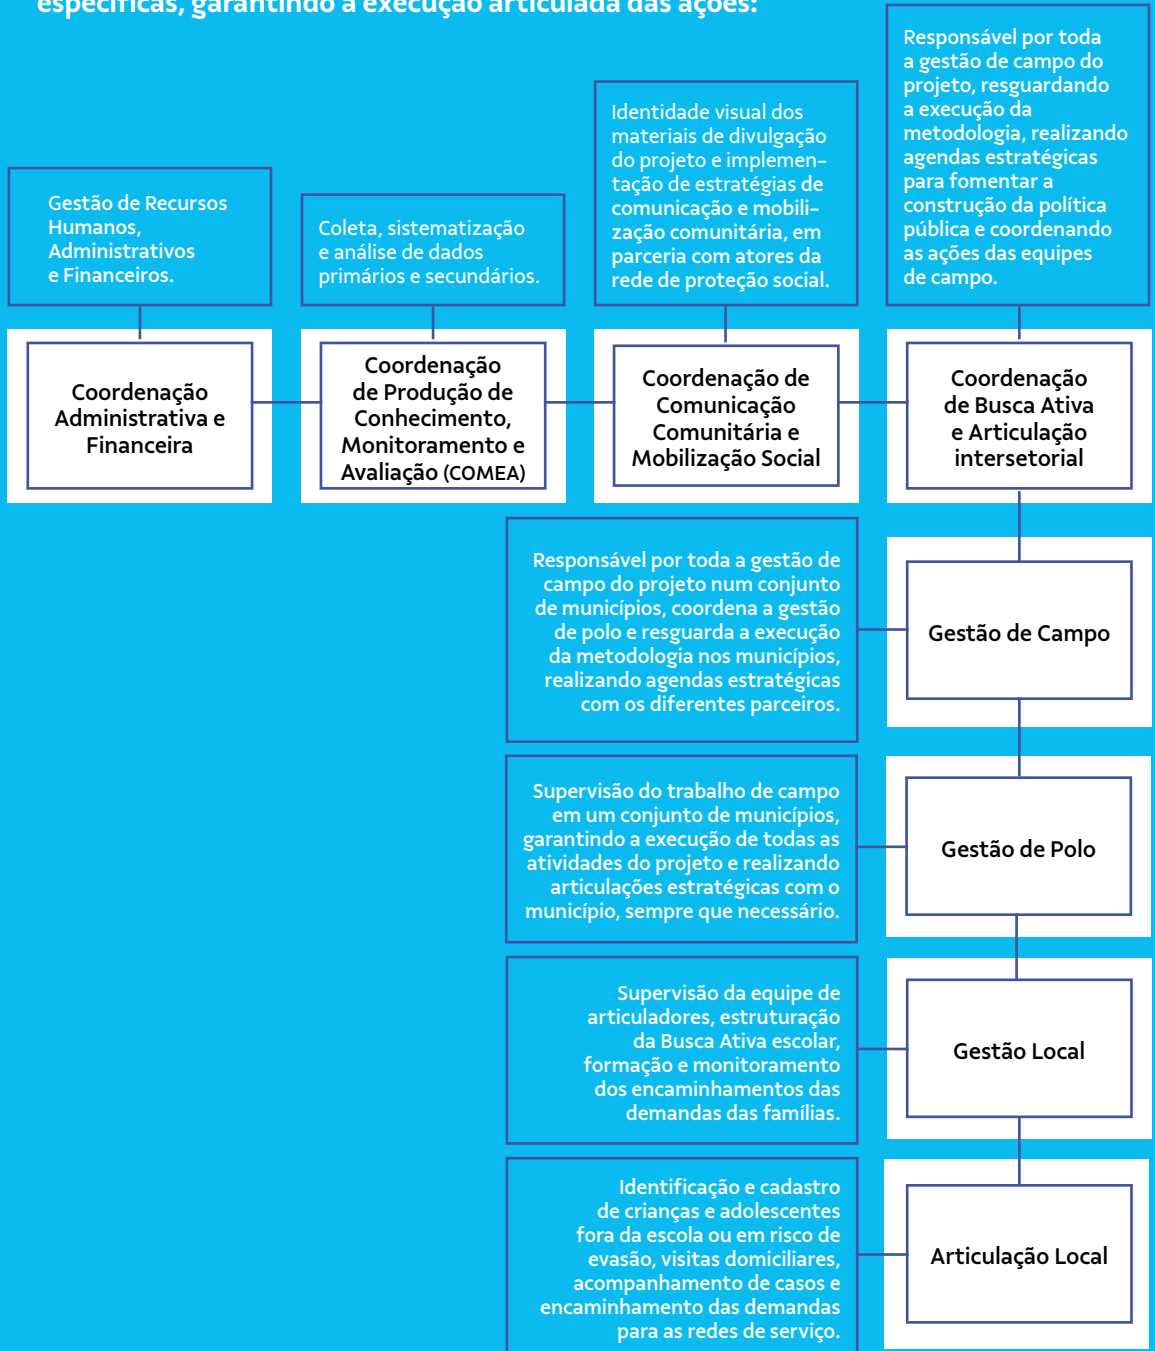 específicas, garantindo a execução articulada das ações:
Gestão de Recursos
Humanos,
Administrativos
e Financeiros.
Coleta, sistematização
e análise de dados
primários e secundários.
Identidade visual dos
materiais de divulgação
do projeto e implemen-
tação de estratégias de
comunicação e mobili-
zação comunitária, em
parceria com atores da
rede de proteção social.
Responsável por toda
a gestão de campo do
projeto, resguardando
a execução da
metodologia, realizando
agendas estratégicas
para fomentar a
construção da política
pública e coordenando
as ações das equipes
de campo.
Coordenação
Administrativa e
Financeira
Coordenação
de Produção de
Conhecimento,
Monitoramento e
Avaliação (COMEA)
Coordenação de
Comunicação
Comunitária e
Mobilização Social
Coordenação
de Busca Ativa
e Articulação
intersetorial
Responsável por toda a gestão de
campo do projeto num conjunto
de municípios, coordena a gestão
de polo e resguarda a execução
da metodologia nos municípios,
realizando agendas estratégicas
com os diferentes parceiros.
Gestão de Campo
Supervisão do trabalho de campo
em um conjunto de municípios,
garantindo a execução de todas as
atividades do projeto e realizando
articulações estratégicas com o
município, sempre que necessário.
Gestão de Polo
Supervisão da equipe de
articuladores, estruturação
da Busca Ativa escolar,
formação e monitoramento
dos encaminhamentos das
demandas das famílias.
Gestão Local
Identificação e cadastro
de crianças e adolescentes
fora da escola ou em risco de
evasão, visitas domiciliares,
acompanhamento de casos e
encaminhamento das demandas
para as redes de serviço.
Articulação Local